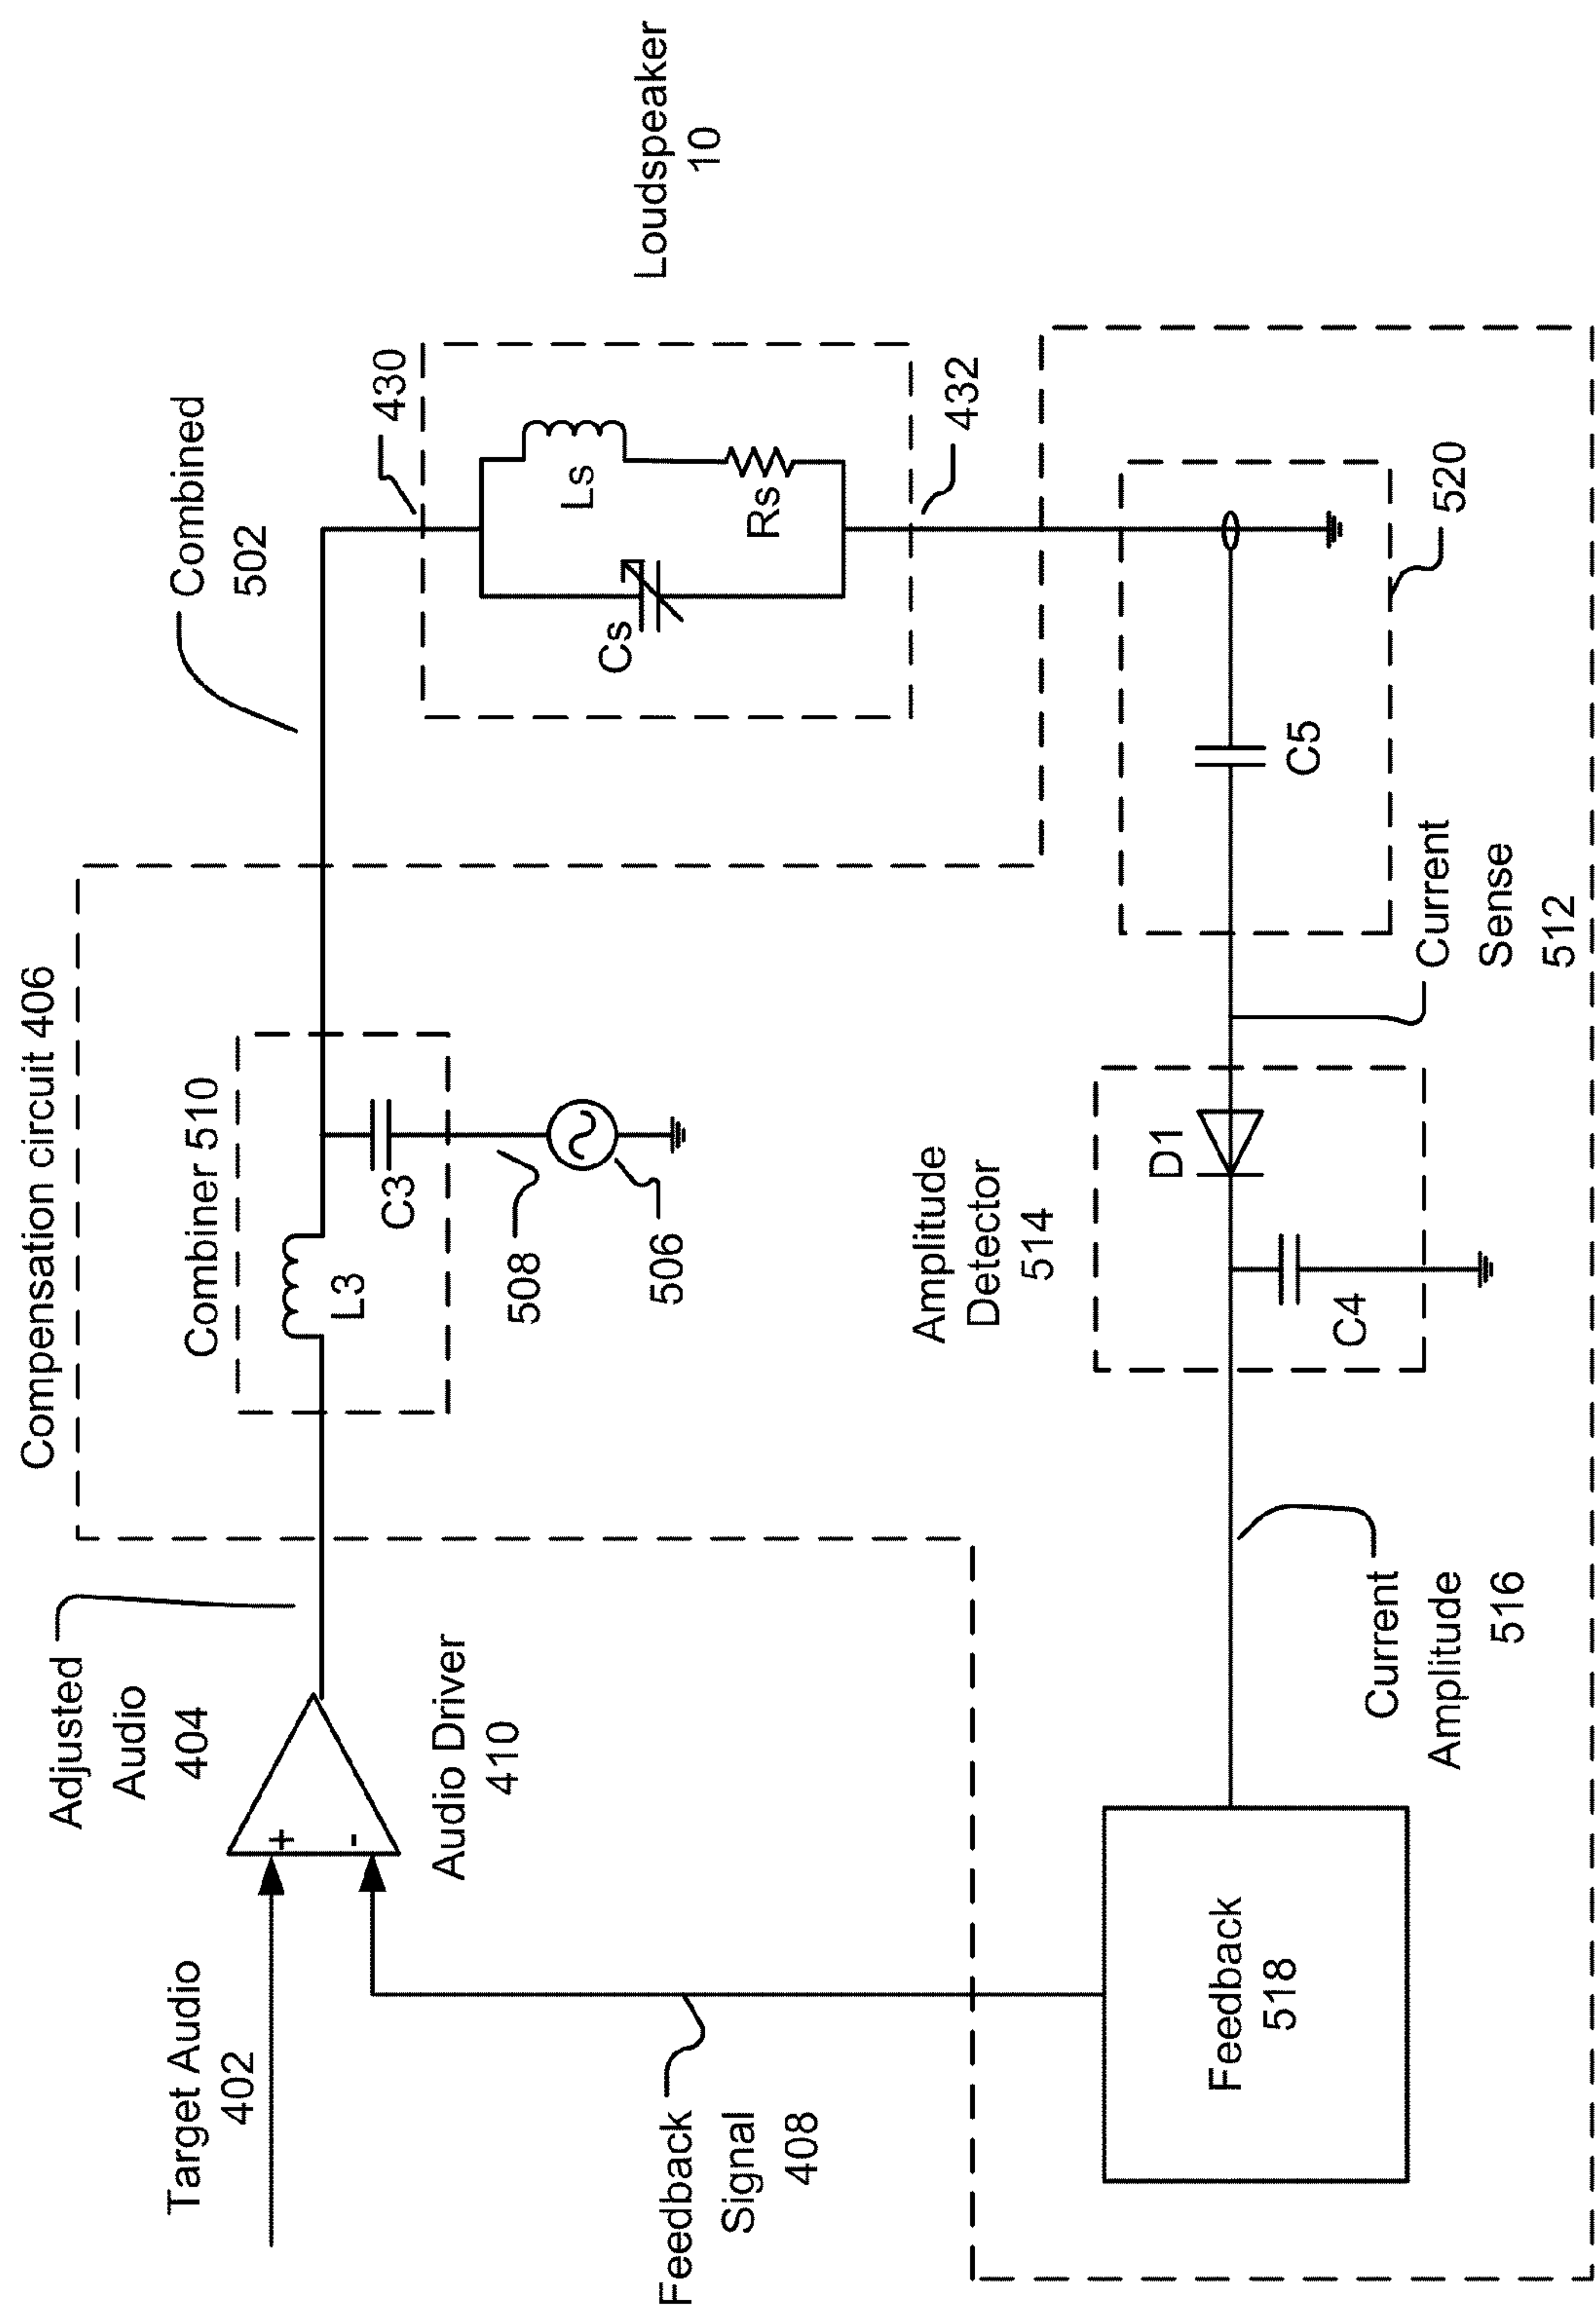 Compensation circuit 406
Adjusted
Audio
404
Combiner 510
Combined
502
Target Audio
402
+
-
L3
C3
430
Audio Driver
410
508
506
Cs
Ls
Rs
Loudspeaker
10
432
Feedback
Signal
408
Amplitude
Detector
514
D1
C4
C5
520
Feedback
518
Current
Amplitude
516
Current
Sense
512